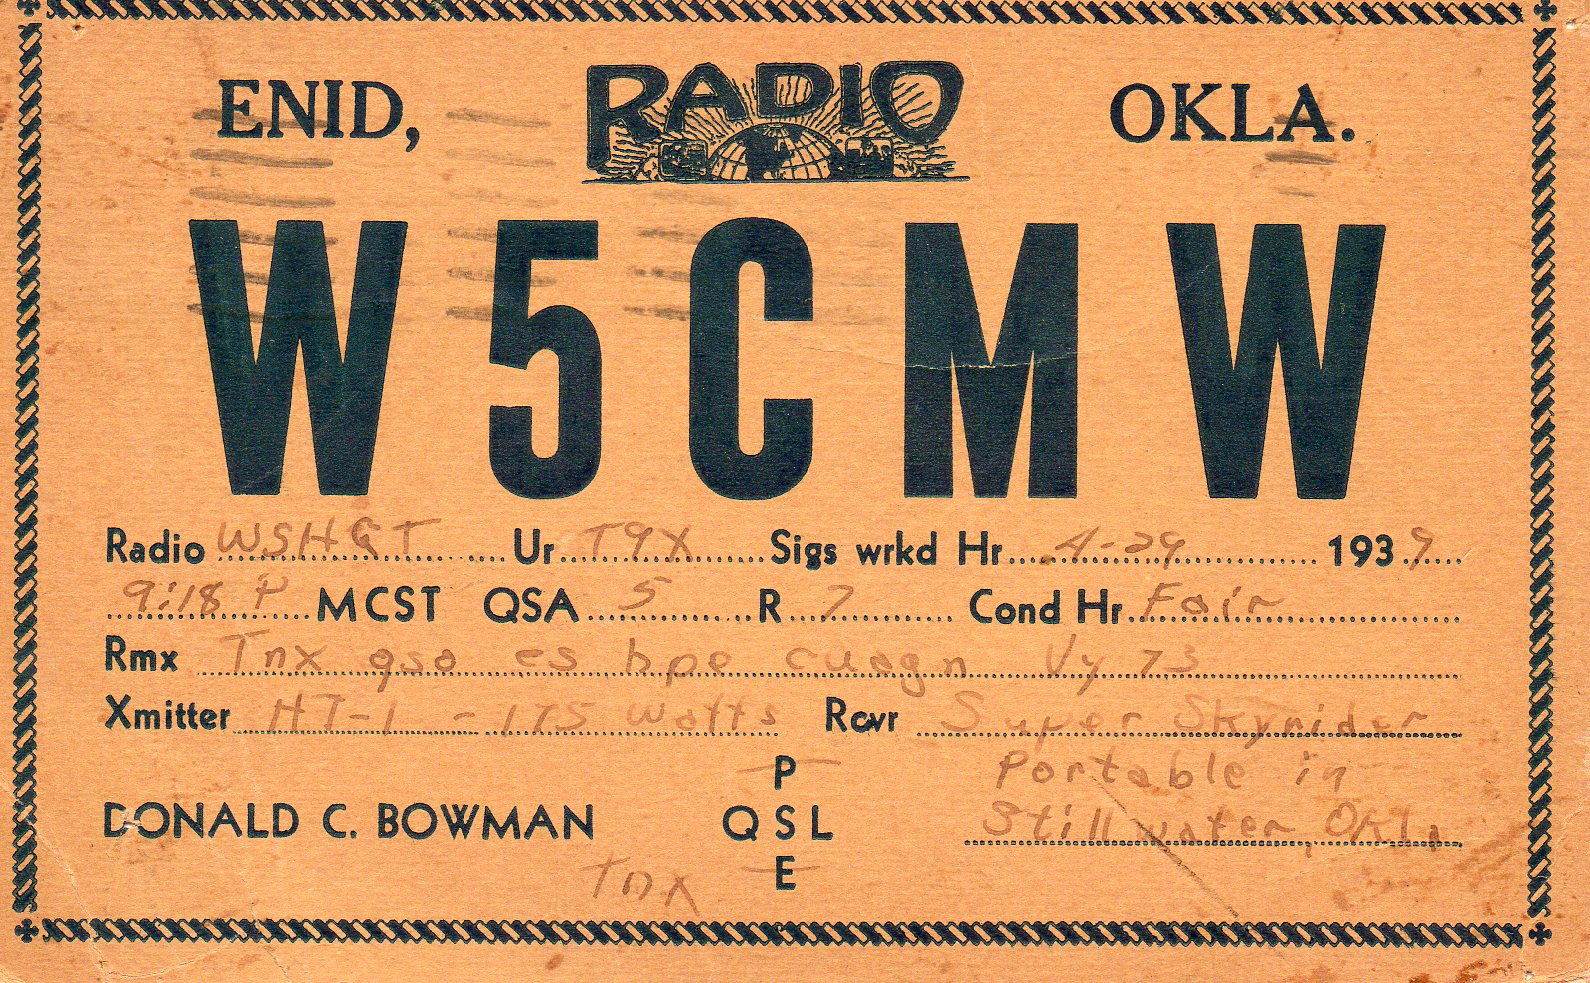 ENID, RADIO OKLA.
W5CMW
Radio W5HGT Ur T9X Sigs wrkd Hr 4-29 1939
9:18 P MCST QSA 5 R 7 Cond Hr Fair
Rmx Tnx qso es hpe cuagn Vy 73
Xmitter HT-1 - 175 watts Rcvr Super Skyrider
P Portable in
DONALD C. BOWMAN QSL Stillwater, Okla
Tnx E